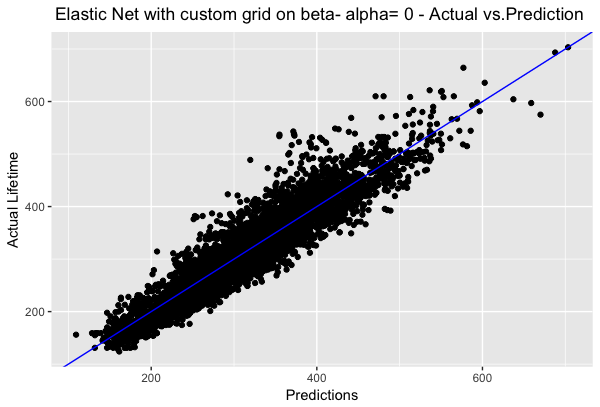 Elastic Net with custom grid on beta- alpha= 0 - Actual vs.Prediction
Actual Lifetime
600
400
200
200 400 600
Predictions